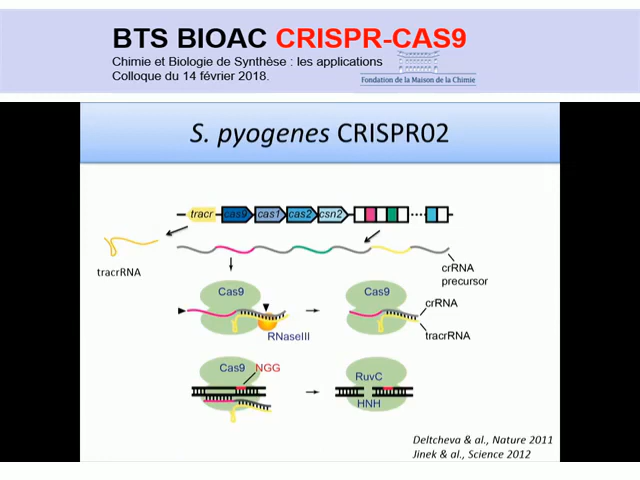 BTS BIOAC CRISPR-CAS9
Chimie et Biologie de Synthèse : les applications
Colloque du 14 février 2018.
Fondation de la Maison de la Chimie
S. pyogenes CRISPR02
tracr cas9 cas1 cas2 csn2
tracrRNA
crRNA
precursor
Cas9
RNaseIII
Cas9
crRNA
tracrRNA
Cas9 NGG
RuvC
HNH
Deltcheva & al., Nature 2011
Jinek & al., Science 2012